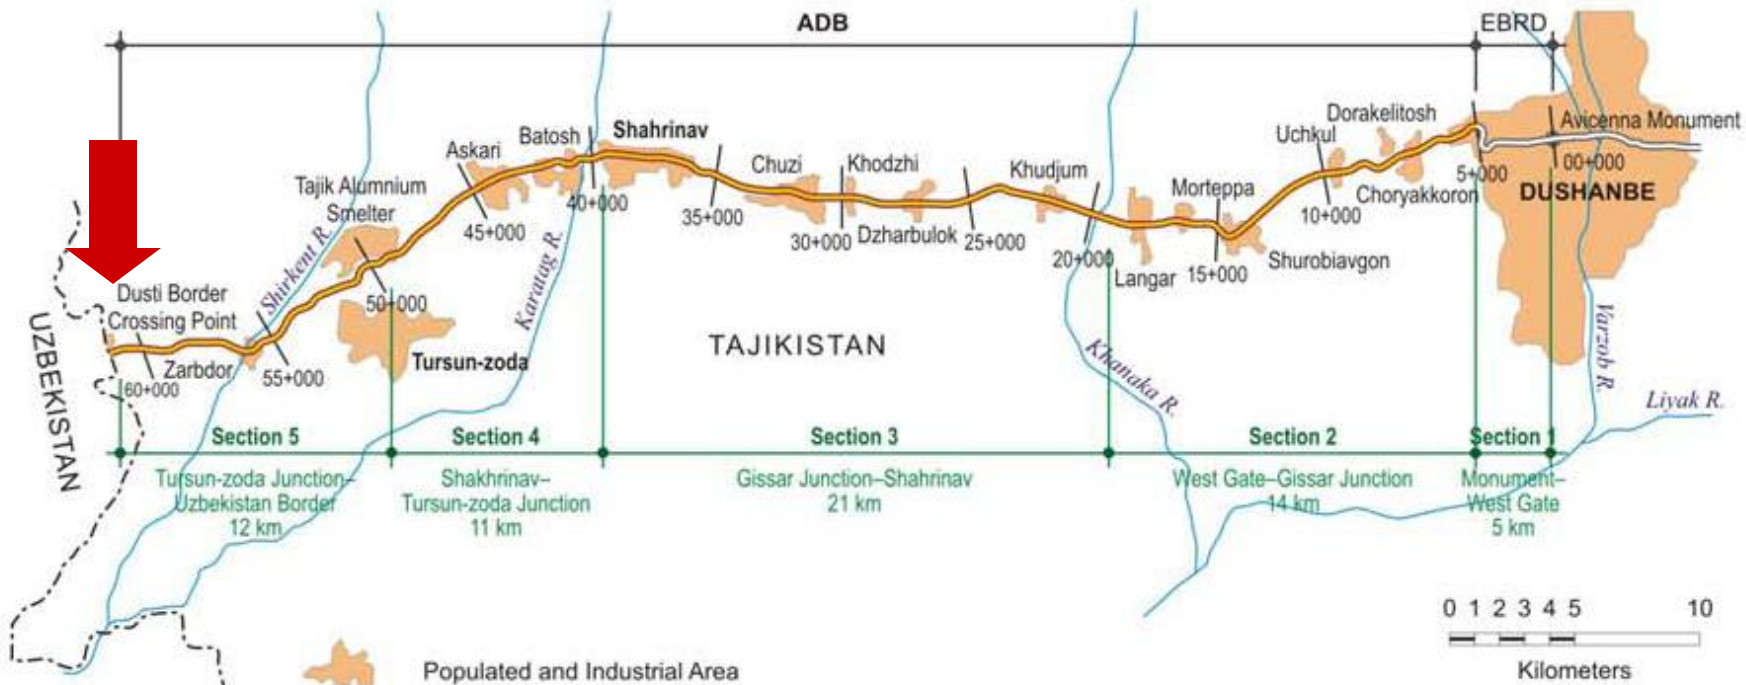 ADB
EBRD
Avicenna Monument
Dorakelitosh
Uchkul
Shahrinav
Batosh
Askari
Chuzi
Khodzhi
Khudjum
Morteppa
Tajik Alumnium
Smelter
Choryakkoron
DUSHANBE
00+000
5+000
10+000
15+000
20+000
25+000
30+000
35+000
40+000
45+000
50+000
55+000
60+000
Dzharbulok
Langar
Shurobiavgon
Shirkent R.
Karatag R.
Khanaka R.
Varzob R.
Liyak R.
Dusti Border
Crossing Point
Zarbdor
Tursun-zoda
UZBEKISTAN
TAJIKISTAN
Section 5
Tursun-zoda Junction–
Uzbekistan Border
12 km
Section 4
Shakhrinav–
Tursun-zoda Junction
11 km
Section 3
Gissar Junction–Shahrinav
21 km
Section 2
West Gate–Gissar Junction
14 km
Section 1
Monument–
West Gate
5 km
0 1 2 3 4 5 10
Kilometers
Populated and Industrial Area